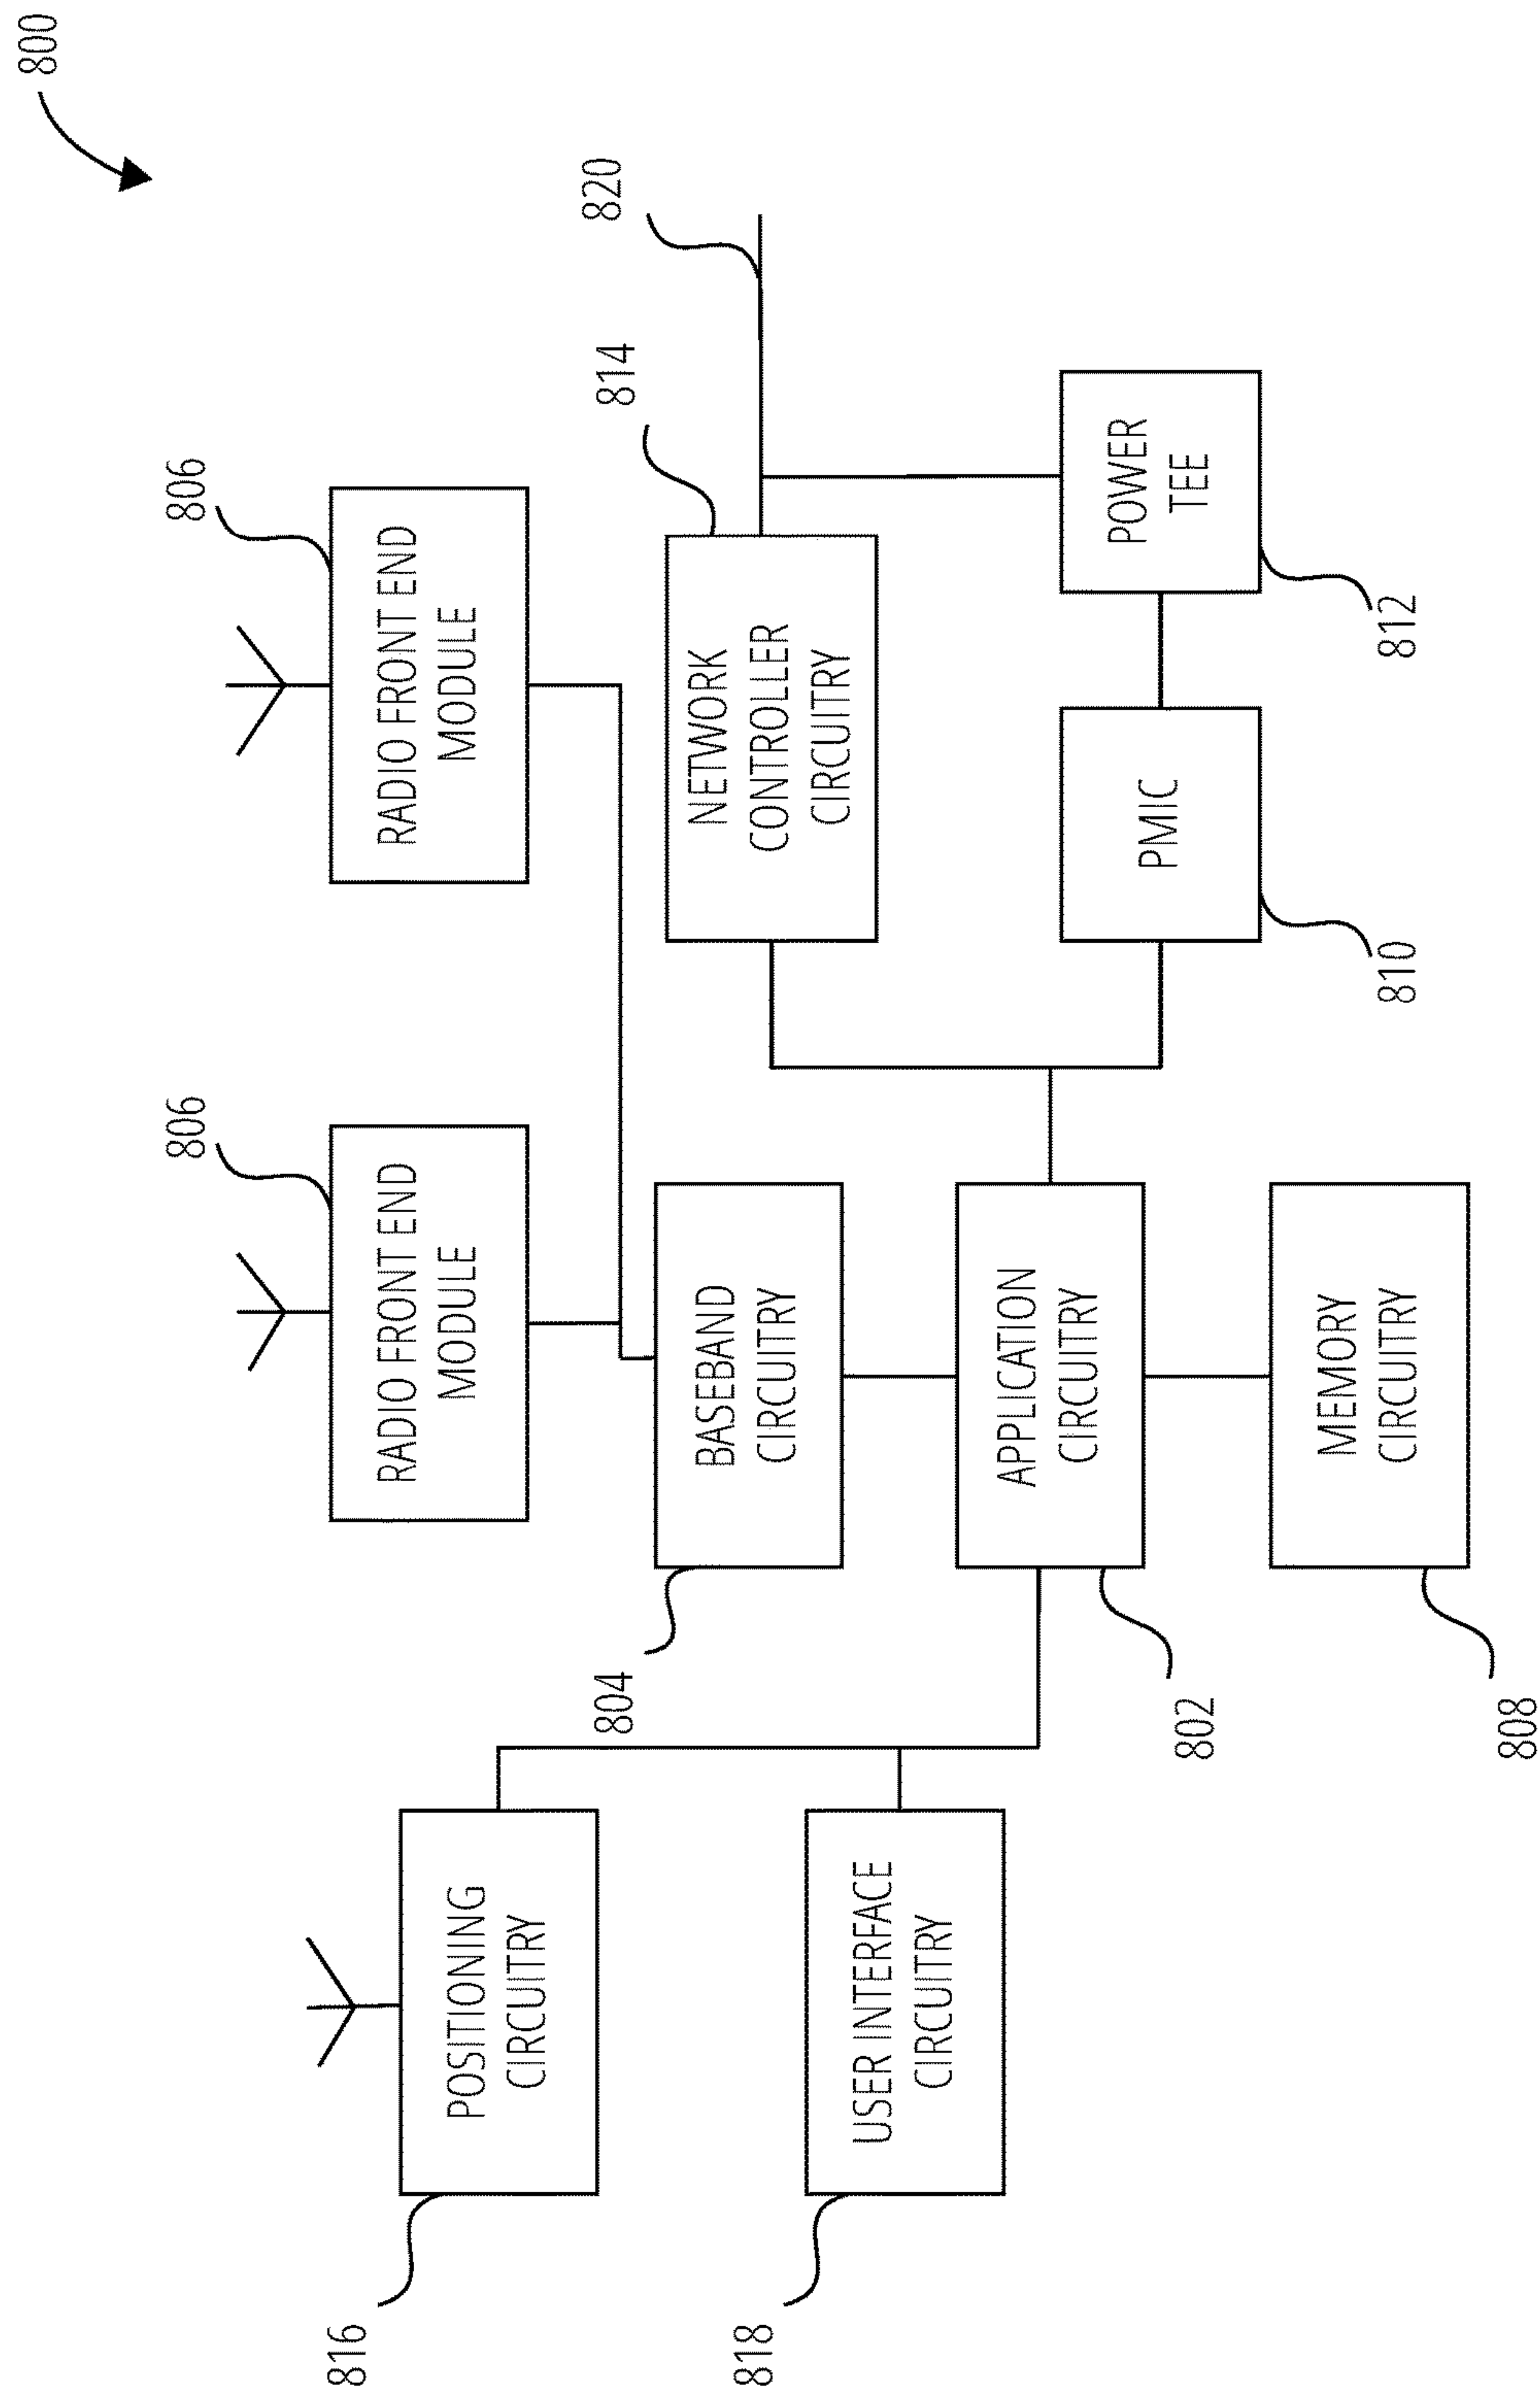 800
806
806
RADIO FRONT END
MODULE
RADIO FRONT END
MODULE
816
POSITIONING
CIRCUITRY
804
BASEBAND
CIRCUITRY
814
NETWORK
CONTROLLER
CIRCUITRY
820
818
USER INTERFACE
CIRCUITRY
APPLICATION
CIRCUITRY
802
PMIC
810
POWER
TEE
812
MEMORY
CIRCUITRY
808